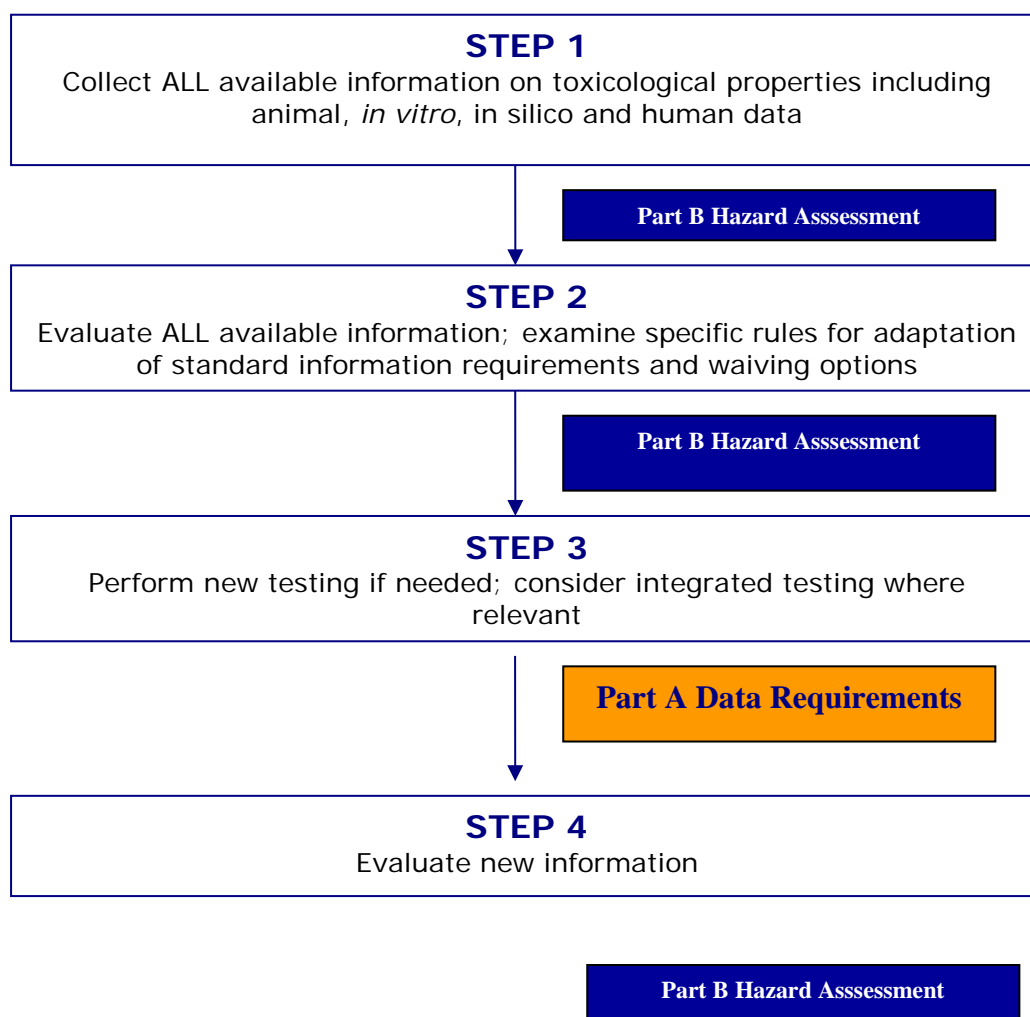 STEP 1
Collect ALL available information on toxicological properties including
animal, in vitro, in silico and human data
Part B Hazard Asssessment
STEP 2
Evaluate ALL available information; examine specific rules for adaptation
of standard information requirements and waiving options
Part B Hazard Asssessment
STEP 3
Perform new testing if needed; consider integrated testing where
relevant
Part A Data Requirements
STEP 4
Evaluate new information
Part B Hazard Asssessment